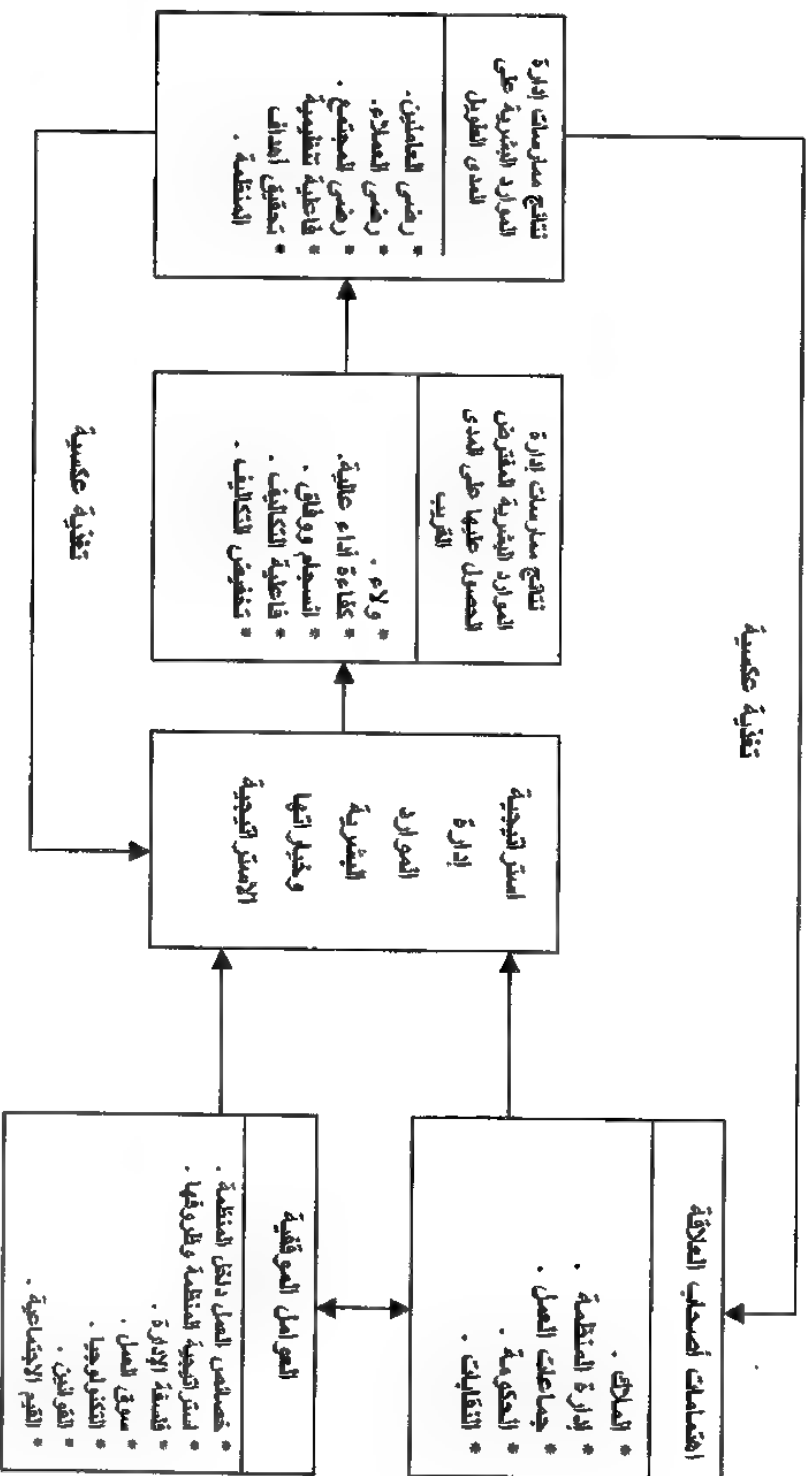 اهتمامات أصحاب العلاقة
* الملاك .
* إدارة المنظمة .
* جماعات العمل .
* الحكومة .
* النقابات .
العوامل الموقفية
* خصائص العمل داخل المنظمة .
* استراتيجية المنظمة وظروفها .
* فلسفة الإدارة .
* سوق العمل .
* التكنولوجيا .
* القوانين .
* القيم الاجتماعية .
استراتيجية
إدارة
الموارد
البشرية
وخياراتها
الإستراتيجية
نتائج ممارسات إدارة
الموارد البشرية المفترض
الحصول عليها على المدى
القريب
* ولاء .
* كفاءة أداء عالية.
* انسجام ووفاق .
* فاعلية التكاليف .
* تخفيض التكاليف .
نتائج ممارسات إدارة
الموارد البشرية على
المدى الطويل
* رضى العاملين.
* رضى العملاء.
* رضى المجتمع .
* فاعلية تنظيمية
* تحقيق أهداف
المنظمة .
تغذية عكسية
تغذية عكسية